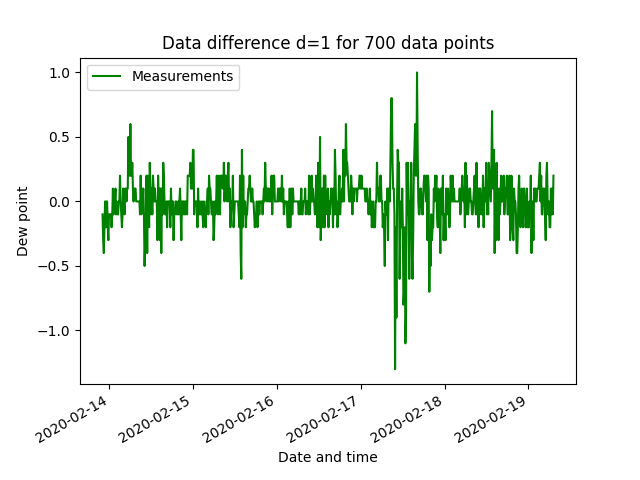 Data difference d=1 for 700 data points
Measurements
1.0
0.5
0.0
−0.5
−1.0
Dew point
2020-02-14
2020-02-15
2020-02-16
2020-02-17
2020-02-18
2020-02-19
Date and time